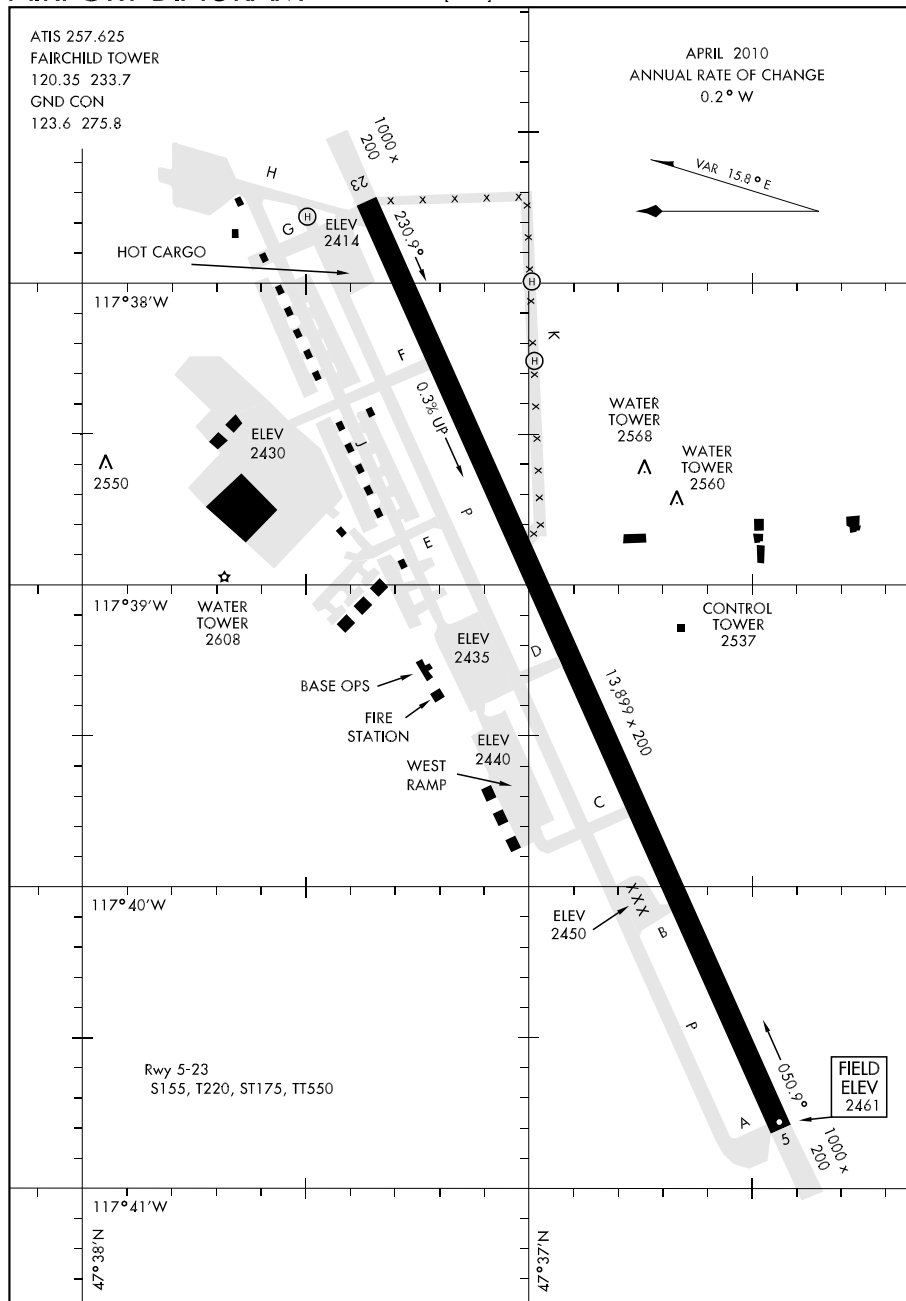 ATIS 257.625
FAIRCHILD TOWER
120.35 233.7
GND CON
123.6 275.8
APRIL 2010
ANNUAL RATE OF CHANGE
0.2° W
VAR 15.8° E
1000 x
200
23
H
H
G
ELEV
2414
230.9°
HOT CARGO
117°38'W
H
K
H
F
0.3% UP
J
ELEV
2430
WATER
TOWER
2568
WATER
TOWER
2560
2550
P
E
117°39'W
WATER
TOWER
2608
CONTROL
TOWER
2537
ELEV
2435
D
BASE OPS
FIRE
STATION
13,899 x 200
ELEV
2440
WEST
RAMP
C
117°40'W
X X X
ELEV
2450
B
P
Rwy 5-23
S155, T220, ST175, TT550
050.9°
FIELD
ELEV
2461
A
5
1000 x
200
117°41'W
47°38'N
47°37'N